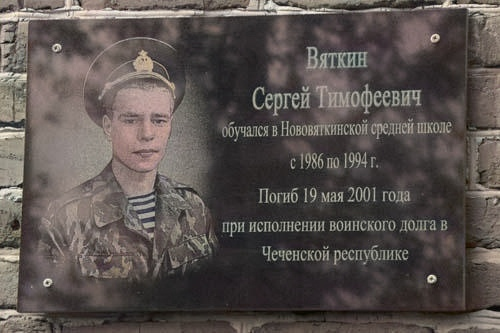 Вяткин
Сергей Тимофеевич
обучался в Нововяткинской средней школе
с 1986 по 1994 г.
Погиб 19 мая 2001 года
при исполнении воинского долга в
Чеченской республике